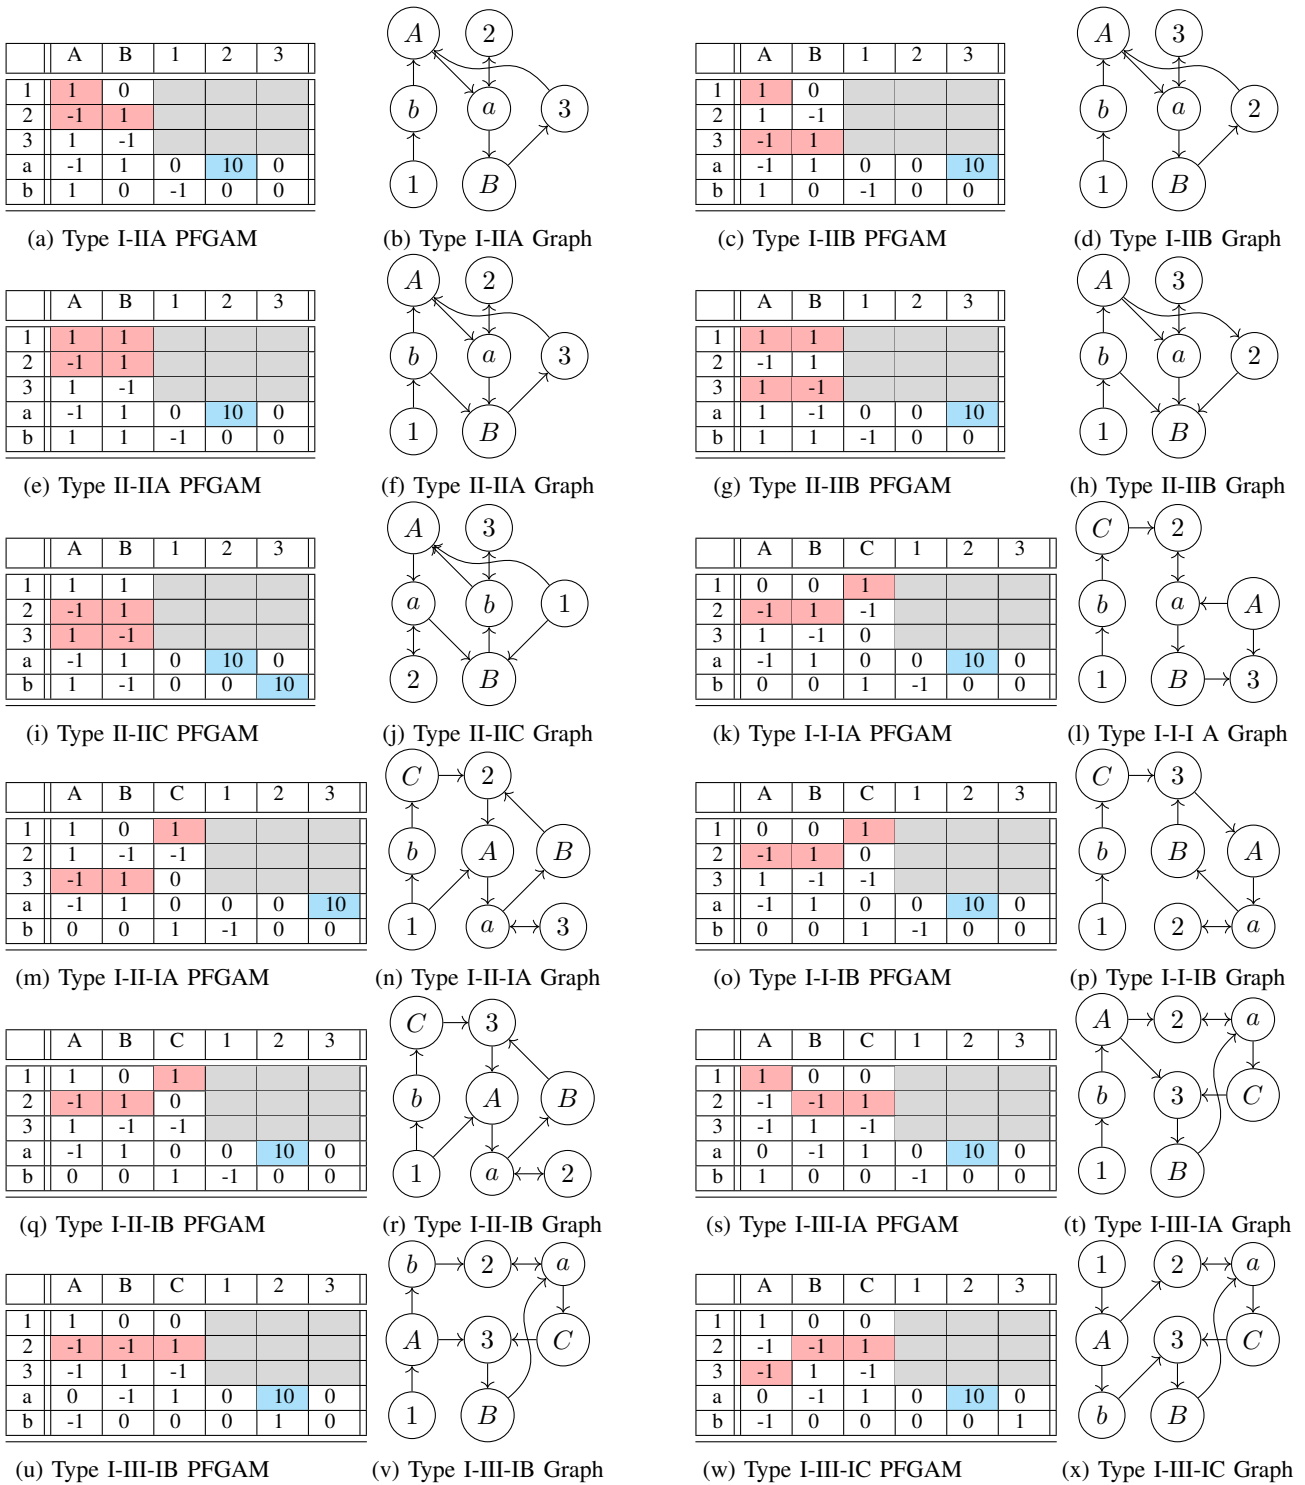 A B 1 2 3
1 1 0
2 -1 1
3 1 -1
a -1 1 0 10 0
b 1 0 -1 0 0
(a) Type I-IIA PFGAM
A 2
b a 3
1 B
(b) Type I-IIA Graph
A B 1 2 3
1 1 0
2 1 -1
3 -1 1
a -1 1 0 0 10
b 1 0 -1 0 0
(c) Type I-IIB PFGAM
A 3
b a 2
1 B
(d) Type I-IIB Graph
A B 1 2 3
1 1 1
2 -1 1
3 1 -1
a -1 1 0 10 0
b 1 1 -1 0 0
(e) Type II-IIA PFGAM
A 2
b a 3
1 B
(f) Type II-IIA Graph
A B 1 2 3
1 1 1
2 -1 1
3 1 -1
a 1 -1 0 0 10
b 1 1 -1 0 0
(g) Type II-IIB PFGAM
A 3
b a 2
1 B
(h) Type II-IIB Graph
A B 1 2 3
1 1 1
2 -1 1
3 1 -1
a -1 1 0 10 0
b 1 -1 0 0 10
(i) Type II-IIC PFGAM
A 3
a b 1
2 B
(j) Type II-IIC Graph
A B C 1 2 3
1 0 0 1
2 -1 1 -1
3 1 -1 0
a -1 1 0 0 10 0
b 0 0 1 -1 0 0
(k) Type I-I-IA PFGAM
C 2
b a A
1 B 3
(l) Type I-I-I A Graph
A B C 1 2 3
1 1 0 1
2 1 -1 -1
3 -1 1 0
a -1 1 0 0 0 10
b 0 0 1 -1 0 0
(m) Type I-II-IA PFGAM
C 2
b A B
1 a 3
(n) Type I-II-IA Graph
A B C 1 2 3
1 0 0 1
2 -1 1 0
3 1 -1 -1
a -1 1 0 0 10 0
b 0 0 1 -1 0 0
(o) Type I-I-IB PFGAM
C 3
b B A
1 2 a
(p) Type I-I-IB Graph
A B C 1 2 3
1 1 0 1
2 -1 1 0
3 1 -1 -1
a -1 1 0 0 10 0
b 0 0 1 -1 0 0
(q) Type I-II-IB PFGAM
C 3
b A B
1 a 2
(r) Type I-II-IB Graph
A B C 1 2 3
1 1 0 0
2 -1 -1 1
3 -1 1 -1
a 0 -1 1 0 10 0
b 1 0 0 -1 0 0
(s) Type I-III-IA PFGAM
A 2 a
b 3 C
1 B
(t) Type I-III-IA Graph
A B C 1 2 3
1 1 0 0
2 -1 -1 1
3 -1 1 -1
a 0 -1 1 0 10 0
b -1 0 0 0 1 0
(u) Type I-III-IB PFGAM
b 2 a
A 3 C
1 B
(v) Type I-III-IB Graph
A B C 1 2 3
1 1 0 0
2 -1 -1 1
3 -1 1 -1
a 0 -1 1 0 10 0
b -1 0 0 0 0 1
(w) Type I-III-IC PFGAM
1 2 a
A 3 C
b B
(x) Type I-III-IC Graph